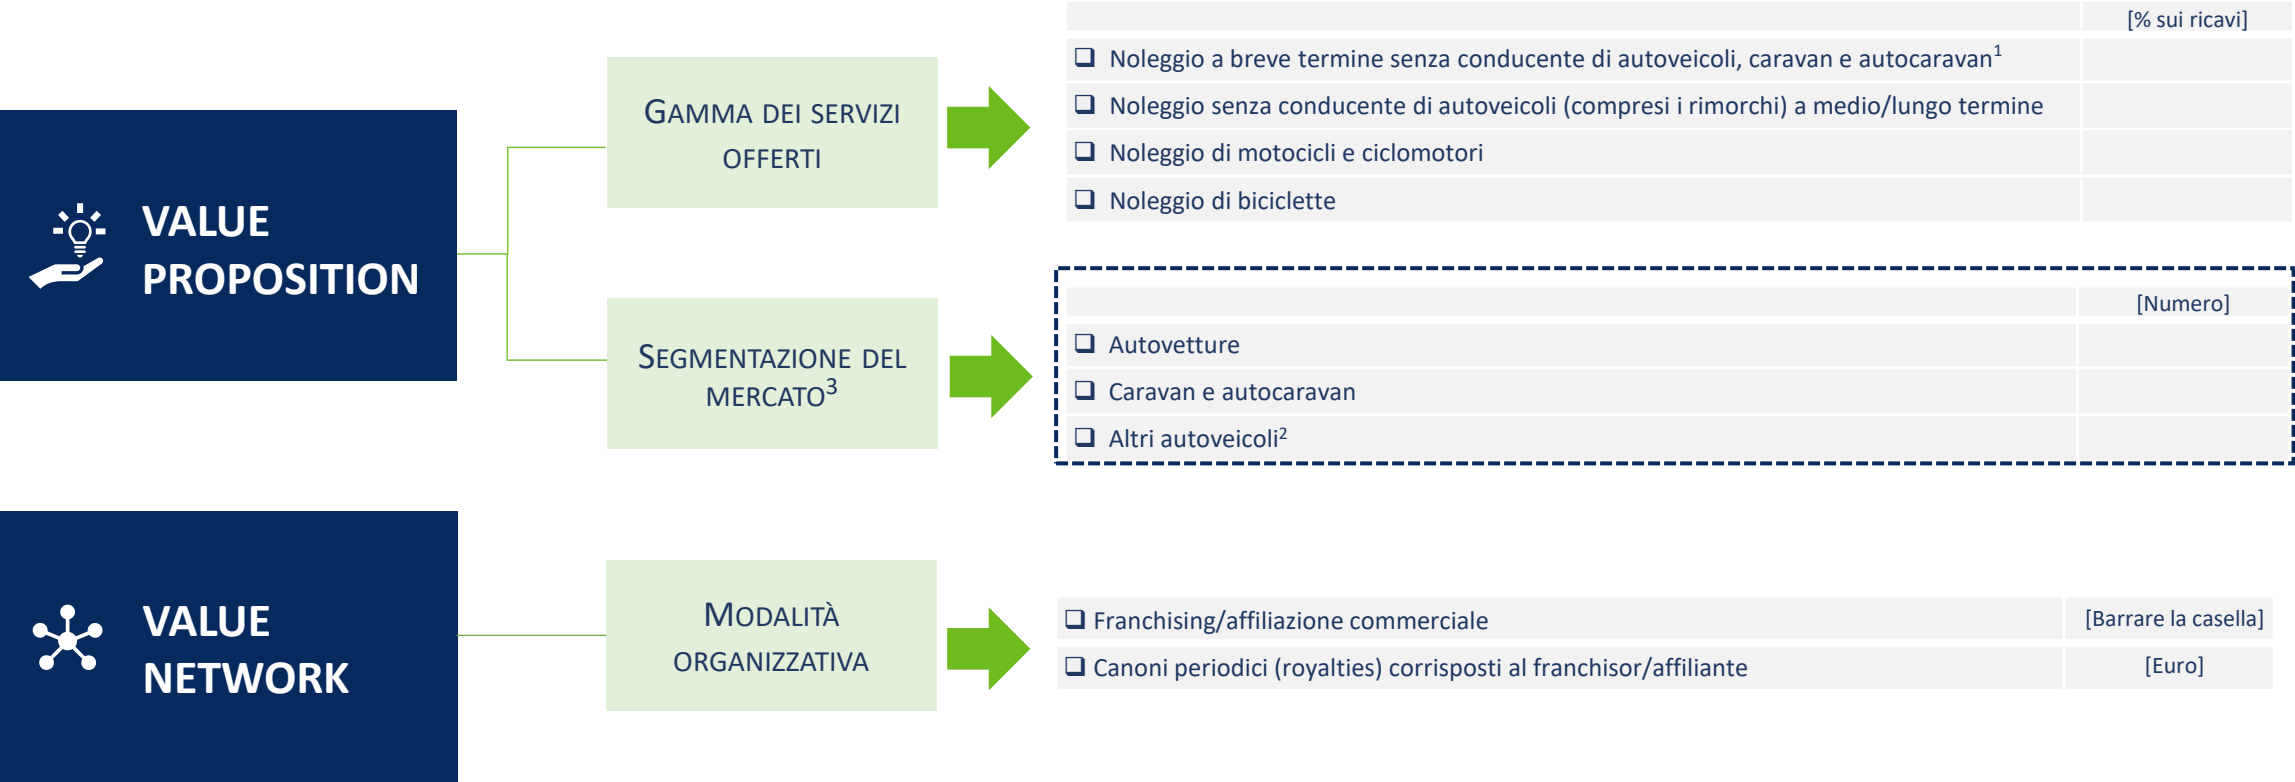 VALUE
PROPOSITION
GAMMA DEI SERVIZI
OFFERTI
[% sui ricavi]
❑ Noleggio a breve termine senza conducente di autoveicoli, caravan e autocaravan¹
❑ Noleggio senza conducente di autoveicoli (compresi i rimorchi) a medio/lungo termine
❑ Noleggio di motocicli e ciclomotori
❑ Noleggio di biciclette
SEGMENTAZIONE DEL
MERCATO³
[Numero]
❑ Autovetture
❑ Caravan e autocaravan
❑ Altri autoveicoli²
VALUE
NETWORK
MODALITÀ
ORGANIZZATIVA
❑ Franchising/affiliazione commerciale [Barrare la casella]
❑ Canoni periodici (royalties) corrisposti al franchisor/affiliante [Euro]